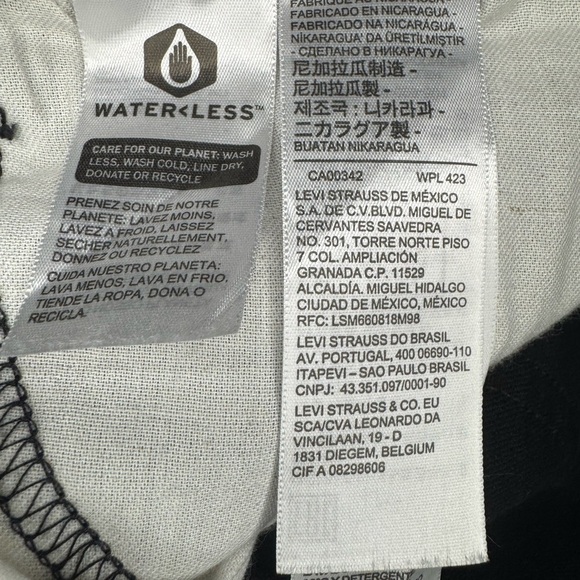 WATER<LESS™
CARE FOR OUR PLANET: WASH
LESS, WASH COLD, LINE DRY,
DONATE OR RECYCLE
PRENEZ SOIN DE NOTRE
PLANETE: LAVEZ MOINS,
LAVEZ A FROID, LAISSEZ
SECHER NATURELLEMENT,
DONNEZ OU RECYCLEZ
CUIDA NUESTRO PLANETA:
LAVA MENOS, LAVA EN FRIO,
TIENDE LA ROPA, DONA O
RECICLA.
FABRIQUE AU NICARAGUA -
FABRICADO EN NICARAGUA -
FABRICADO NA NICARÁGUA -
NİKARAGUA' DA ÜRETİLMİŞTİR
- СДЕЛАНО В НИКАРАГУА -
尼加拉瓜制造 -
尼加拉瓜製 -
제조국 : 니카라과 -
ニカラグア製 -
BUATAN NIKARAGUA
CA00342 WPL 423
LEVI STRAUSS DE MÉXICO
S.A. DE C.V.BLVD. MIGUEL DE
CERVANTES SAAVEDRA
NO. 301, TORRE NORTE PISO
7 COL. AMPLIACIÓN
GRANADA C.P. 11529
ALCALDÍA. MIGUEL HIDALGO
CIUDAD DE MÉXICO, MÉXICO
RFC: LSM660818M98
LEVI STRAUSS DO BRASIL
AV. PORTUGAL, 400 06690-110
ITAPEVI – SAO PAULO BRASIL
CNPJ: 43.351.097/0001-90
LEVI STRAUSS & CO. EU
SCA/CVA LEONARDO DA
VINCILAAN, 19 - D
1831 DIEGEM, BELGIUM
CIF A 08298606
DETERGENT